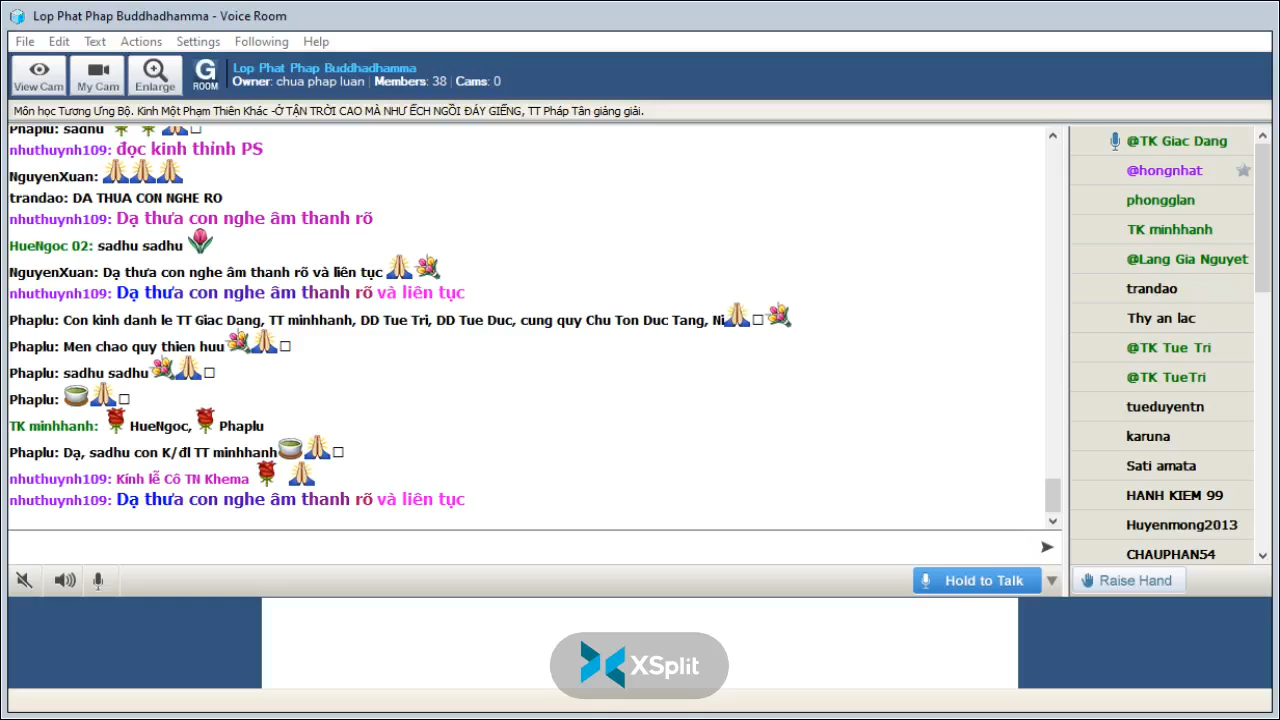 Lop Phat Phap Buddhadhamma - Voice Room
File Edit Text Actions Settings Following Help
View Cam My Cam Enlarge G ROOM
Lop Phat Phap Buddhadhamma
Owner: chua phap luan | Members: 38 | Cams: 0
Môn học Tương Ưng Bộ. Kinh Một Phạm Thiên Khác -Ở TẬN TRỜI CAO MÀ NHƯ ẾCH NGỒI ĐÁY GIẾNG, TT Pháp Tân giảng giải.
Phaplu: sadhu
nhuthuynh109: đọc kinh thỉnh PS
NguyenXuan:
trandao: DA THUA CON NGHE RO
nhuthuynh109: Dạ thưa con nghe âm thanh rõ
HueNgoc 02: sadhu sadhu
NguyenXuan: Dạ thưa con nghe âm thanh rõ và liên tục
nhuthuynh109: Dạ thưa con nghe âm thanh rõ và liên tục
Phaplu: Con kinh danh le TT Giac Dang, TT minhhanh, DD Tue Tri, DD Tue Duc, cung quy Chu Ton Duc Tang, Ni
Phaplu: Men chao quy thien huu
Phaplu: sadhu sadhu
Phaplu:
TK minhhanh: HueNgoc, Phaplu
Phaplu: Dạ, sadhu con K/đl TT minhhanh
nhuthuynh109: Kính lễ Cô TN Khema
nhuthuynh109: Dạ thưa con nghe âm thanh rõ và liên tục
@TK Giac Dang
@hongnhat
phongglan
TK minhhanh
@Lang Gia Nguyet
trandao
Thy an lac
@TK Tue Tri
@TK TueTri
tueduyentn
karuna
Sati amata
HANH KIEM 99
Huyenmong2013
CHAUPHAN54
Hold to Talk
Raise Hand
XSplit